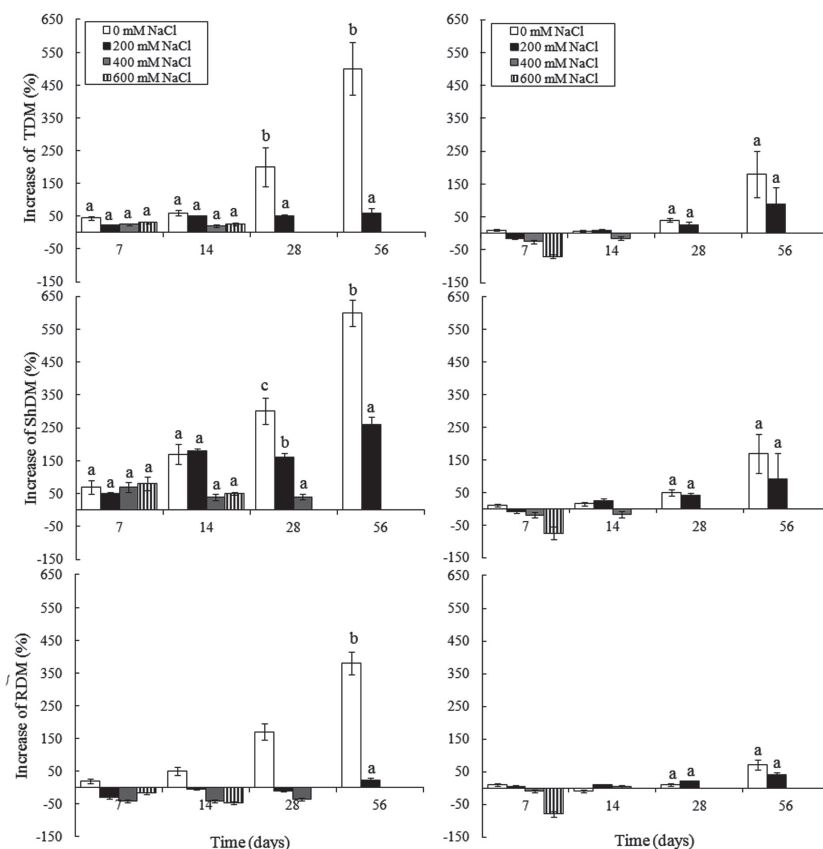 650
550
450
350
250
150
50
-50
-150
Increase of TDM (%)
0 mM NaCl
200 mM NaCl
400 mM NaCl
600 mM NaCl
a a a a
a a a a
b a
b a
7 14 28 56
650
550
450
350
250
150
50
-50
-150
0 mM NaCl
200 mM NaCl
400 mM NaCl
600 mM NaCl
a a
a a
7 14 28 56
650
550
450
350
250
150
50
-50
-150
Increase of ShDM (%)
a a a a
a a a a
c b a
b a
7 14 28 56
650
550
450
350
250
150
50
-50
-150
a a
a a
7 14 28 56
650
550
450
350
250
150
50
-50
-150
Increase of RDM (%)
b a
7 14 28 56
Time (days)
650
550
450
350
250
150
50
-50
-150
a a
a a
7 14 28 56
Time (days)